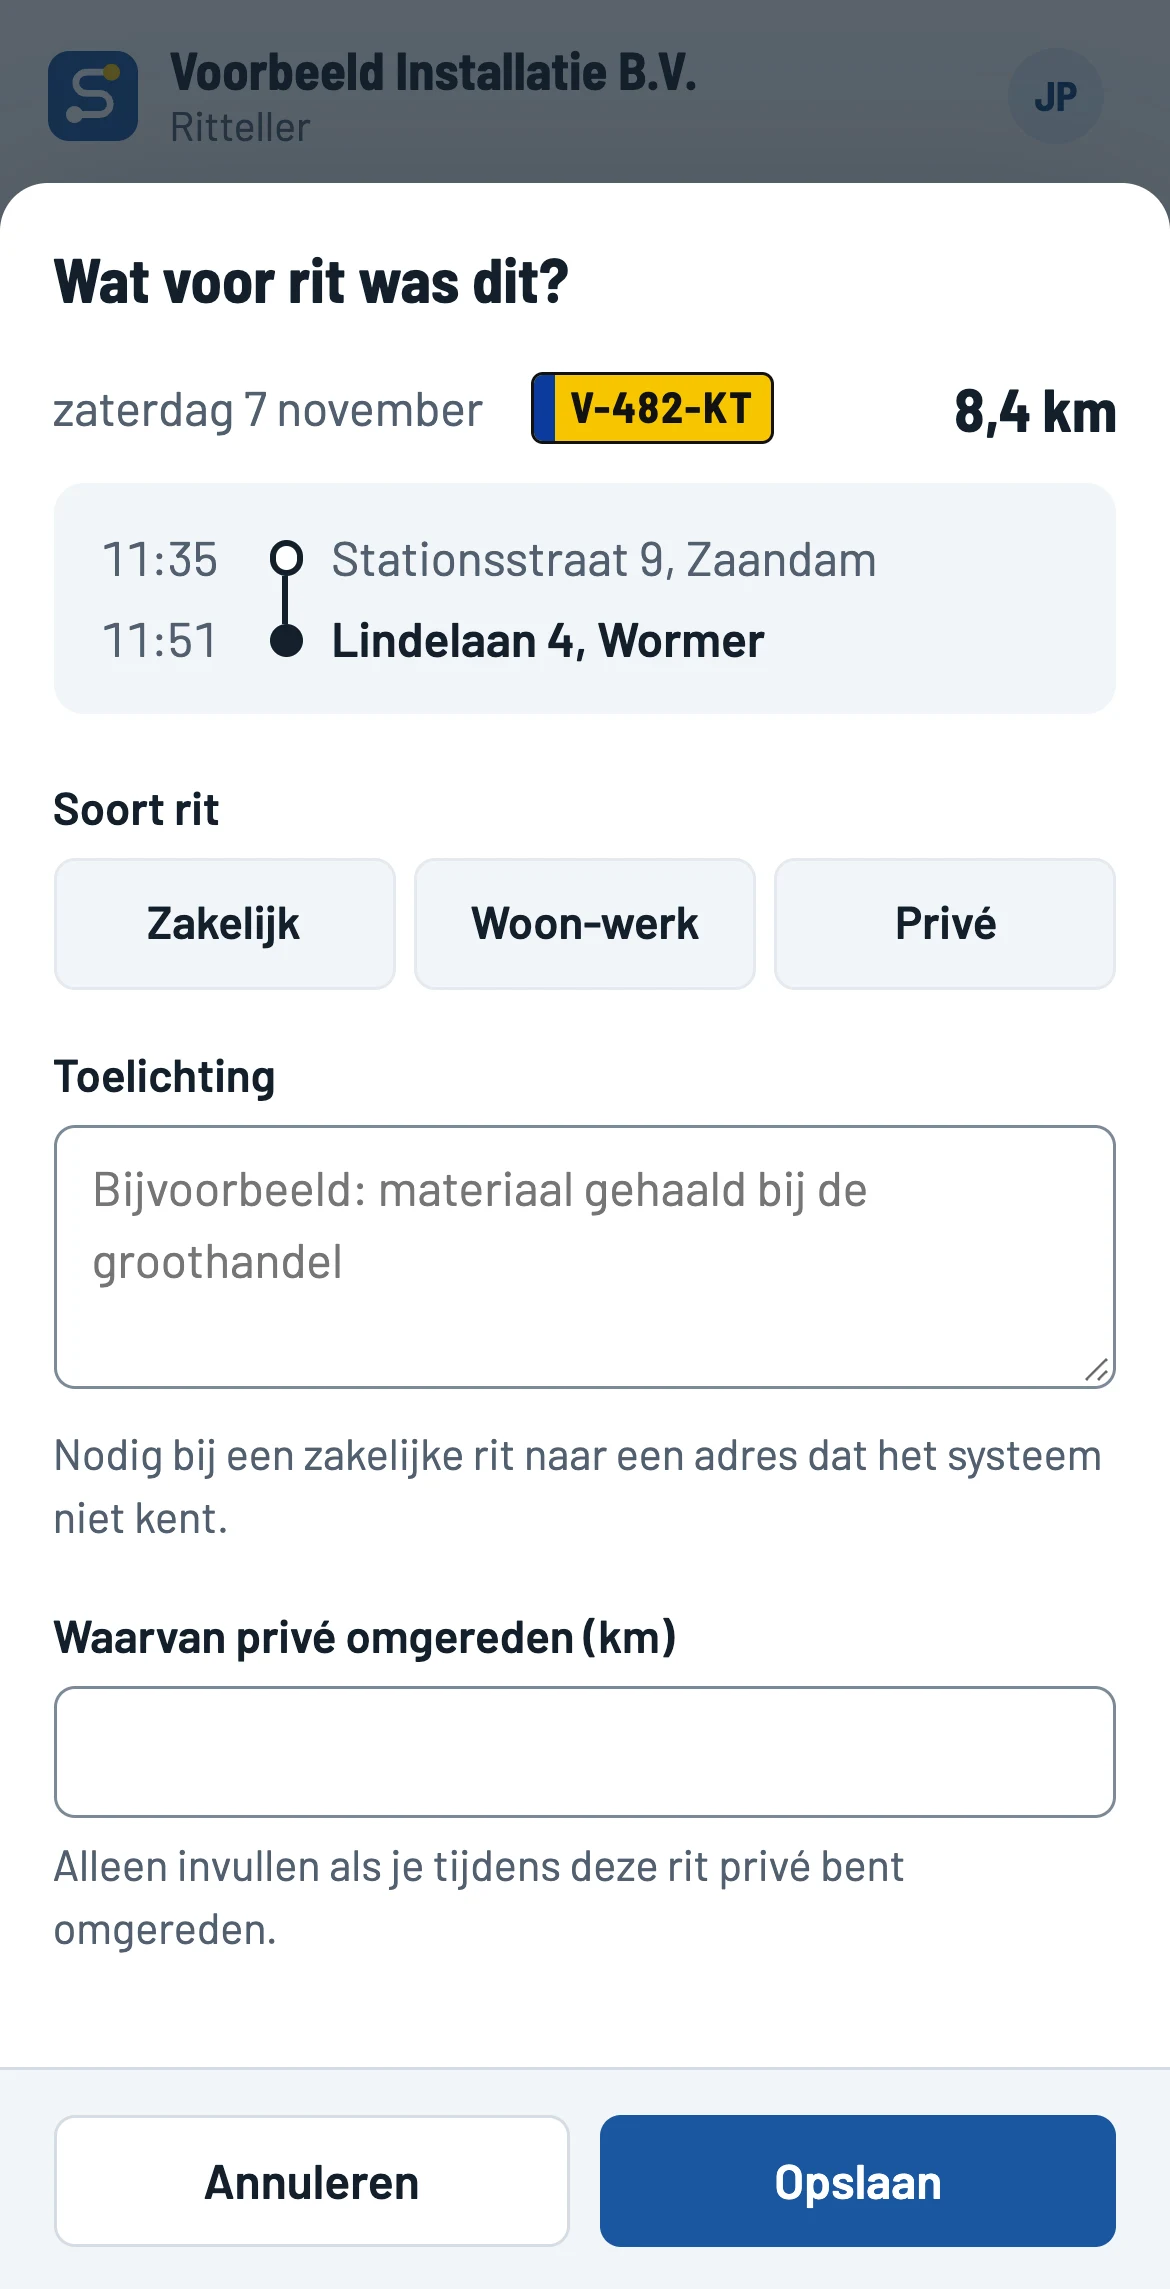 Voorbeeld Installatie B.V.
Ritteller
JP
Wat voor rit was dit?
zaterdag 7 november
V-482-KT
8,4 km
11:35 Stationsstraat 9, Zaandam
11:51 Lindelaan 4, Wormer
Soort rit
Zakelijk
Woon-werk
Privé
Toelichting
Bijvoorbeeld: materiaal gehaald bij de
groothandel
Nodig bij een zakelijke rit naar een adres dat het systeem
niet kent.
Waarvan privé omgereden (km)
Alleen invullen als je tijdens deze rit privé bent
omgereden.
Annuleren
Opslaan